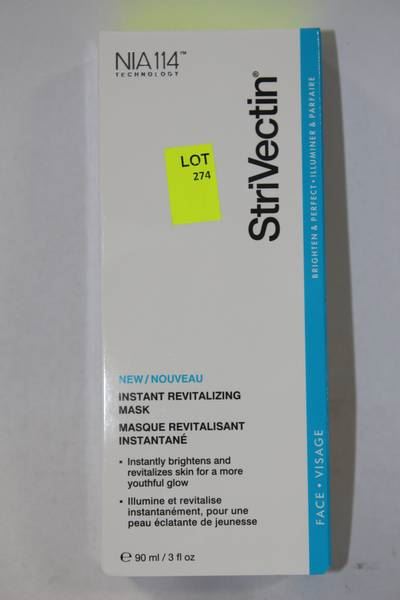 NIA114™
TECHNOLOGY
LOT
274
StriVectin®
BRIGHTEN & PERFECT • ILLUMINER & PARFAIRE
NEW / NOUVEAU
INSTANT REVITALIZING
MASK
MASQUE REVITALISANT
INSTANTANÉ
• Instantly brightens and
revitalizes skin for a more
youthful glow
• Illumine et revitalise
instantanément, pour une
peau éclatante de jeunesse
℮ 90 ml / 3 fl oz
FACE • VISAGE